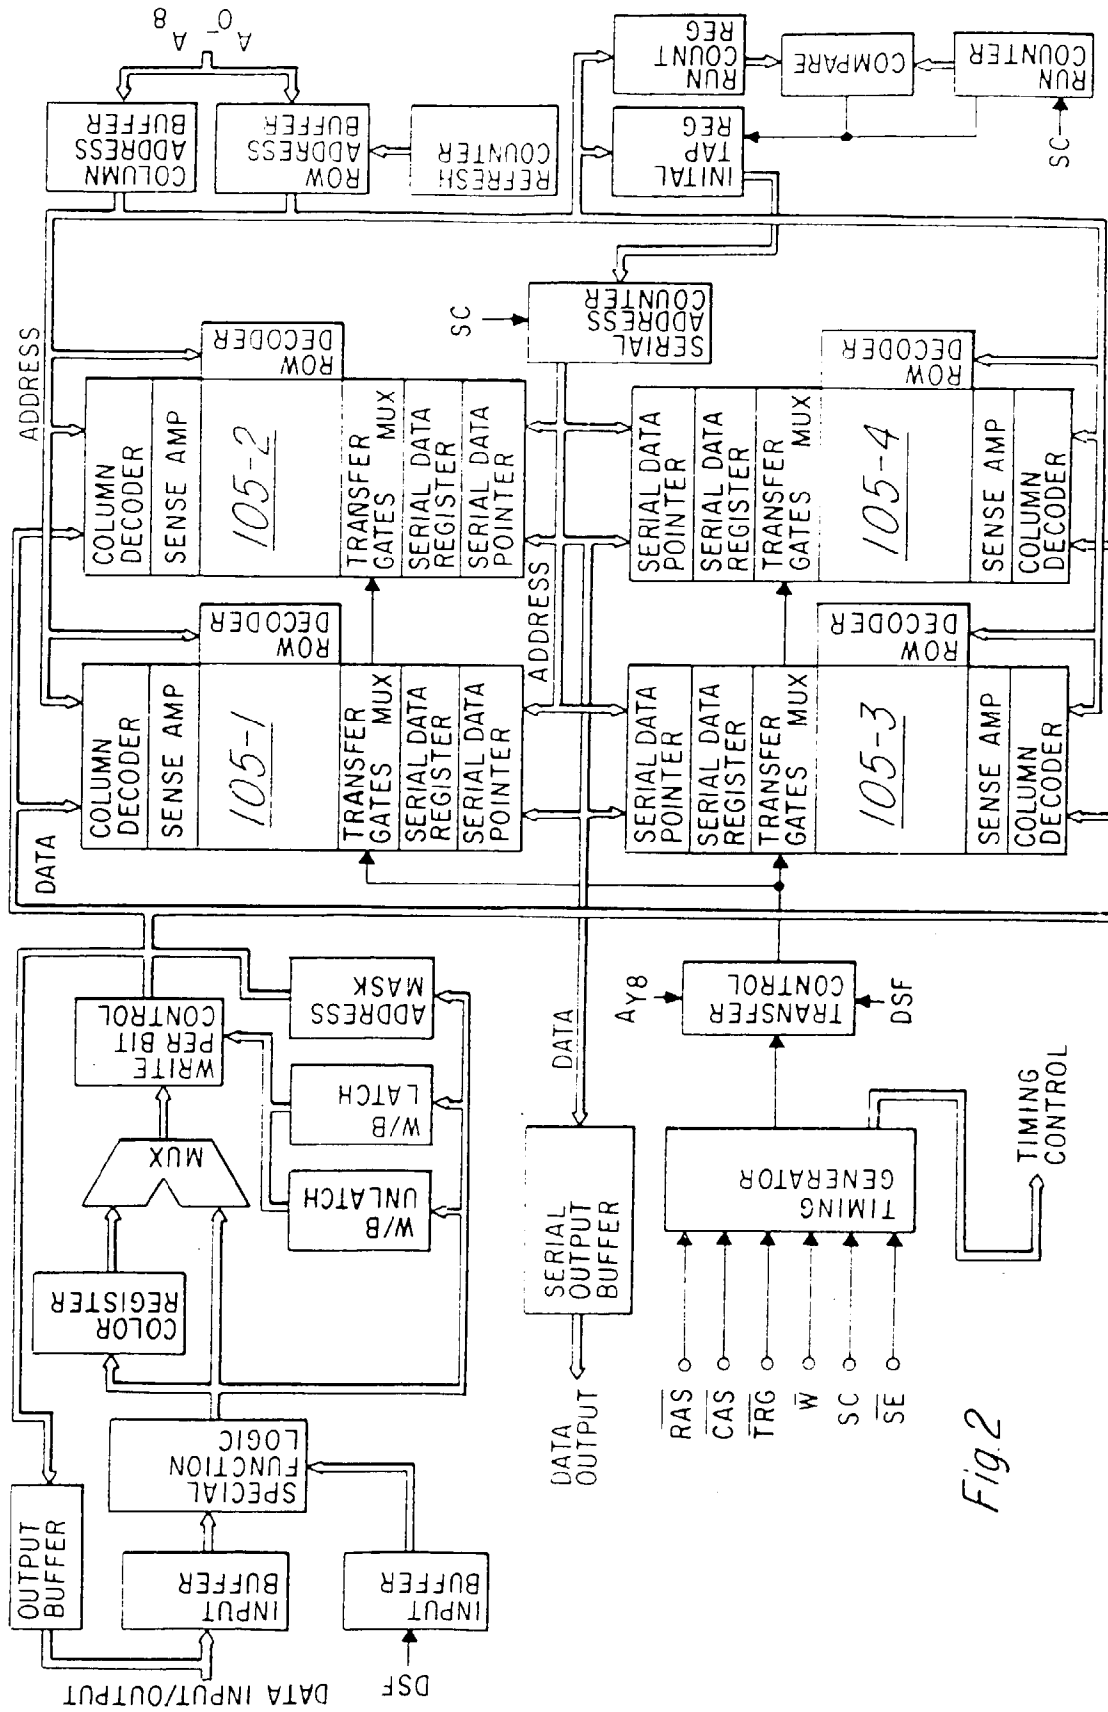 DATA INPUT/OUTPUT
OUTPUT
BUFFER
INPUT
BUFFER
DSF
INPUT
BUFFER
SPECIAL
FUNCTION
LOGIC
COLOR
REGISTER
MUX
W/B
UNLATCH
W/B
LATCH
WRITE
PER BIT
CONTROL
ADDRESS
MASK
DATA
ADDRESS
COLUMN
DECODER
SENSE AMP
105-1
ROW
DECODER
TRANSFER
GATES MUX
SERIAL DATA
REGISTER
SERIAL DATA
POINTER
COLUMN
DECODER
SENSE AMP
105-2
ROW
DECODER
TRANSFER
GATES MUX
SERIAL DATA
REGISTER
SERIAL DATA
POINTER
COLUMN
ADDRESS
BUFFER
ROW
ADDRESS
BUFFER
A0-
A8
REFRESH
COUNTER
DATA
OUTPUT
SERIAL
OUTPUT
BUFFER
DATA
ADDRESS
SC
SERIAL
ADDRESS
COUNTER
INITAL
TAP
REG
RUN
COUNT
REG
COMPARE
RUN
COUNTER
SC
SERIAL DATA
POINTER
SERIAL DATA
REGISTER
TRANSFER
GATES MUX
105-3
ROW
DECODER
SENSE AMP
COLUMN
DECODER
SERIAL DATA
POINTER
SERIAL DATA
REGISTER
TRANSFER
GATES MUX
105-4
ROW
DECODER
SENSE AMP
COLUMN
DECODER
RAS
CAS
TRG
W
SC
SE
TIMING
GENERATOR
AY8
TRANSFER
CONTROL
DSF
TIMING
CONTROL
Fig.2